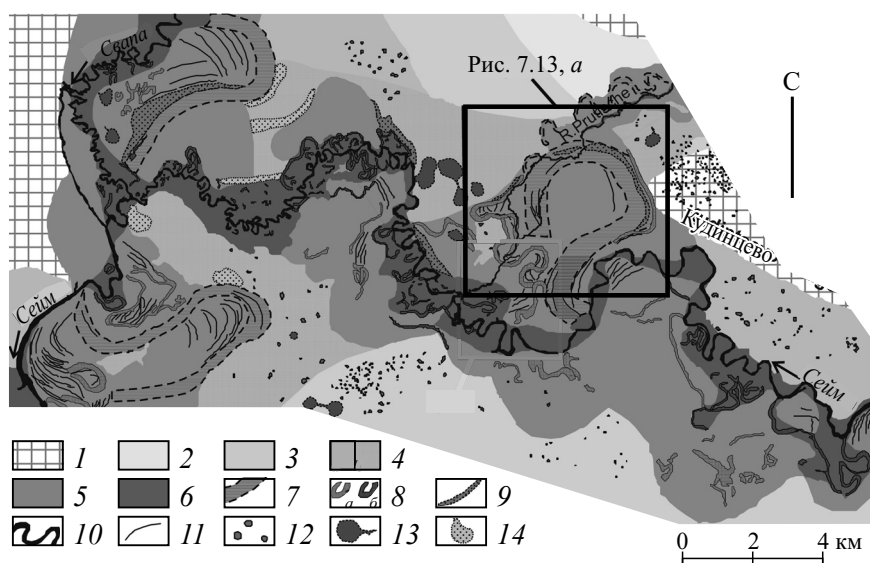 Свапа
Рис. 7.13, а
С
R.Prutische
Кудинцево
Сейм
Сейм
1 2 3 4
5 6 7 а б 8 9
10 11 12 13 14
0 2 4 км